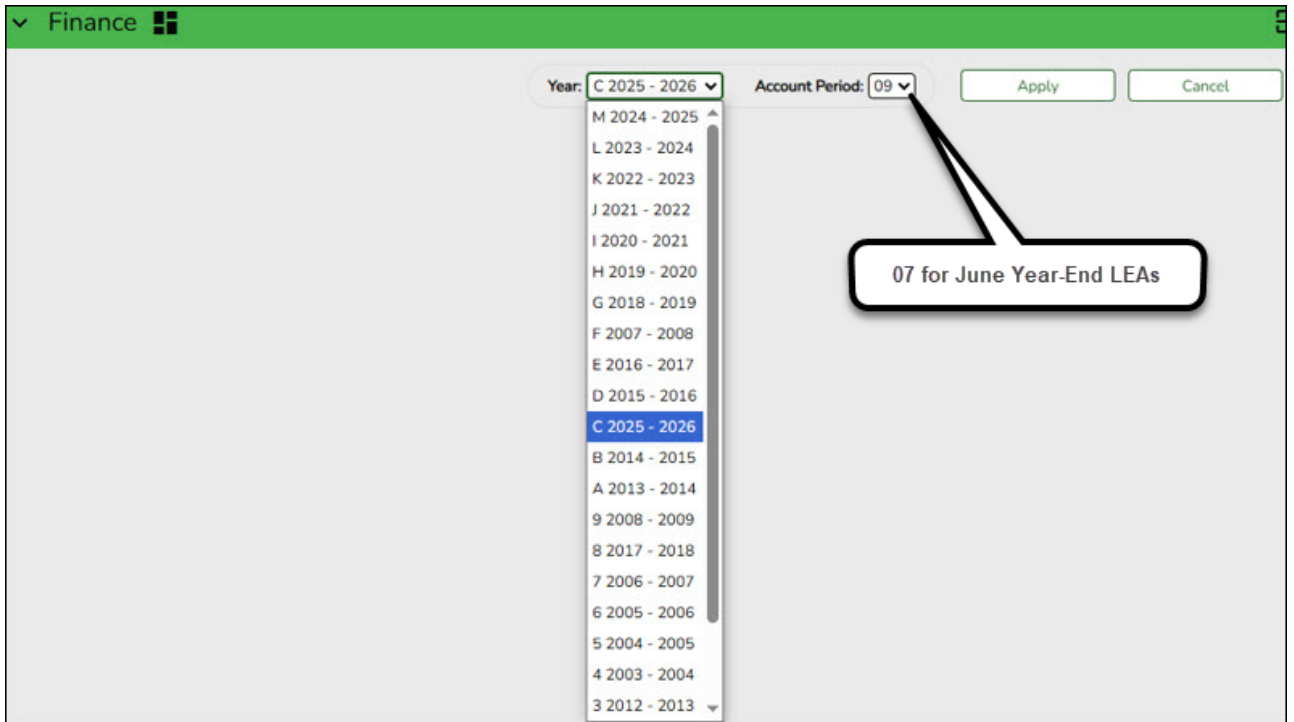 Finance
Year: C 2025 - 2026 Account Period: 09 Apply Cancel
M 2024 - 2025
L 2023 - 2024
K 2022 - 2023
J 2021 - 2022
I 2020 - 2021
H 2019 - 2020
G 2018 - 2019
F 2007 - 2008
E 2016 - 2017
D 2015 - 2016
C 2025 - 2026
B 2014 - 2015
A 2013 - 2014
9 2008 - 2009
8 2017 - 2018
7 2006 - 2007
6 2005 - 2006
5 2004 - 2005
4 2003 - 2004
3 2012 - 2013
07 for June Year-End LEAs